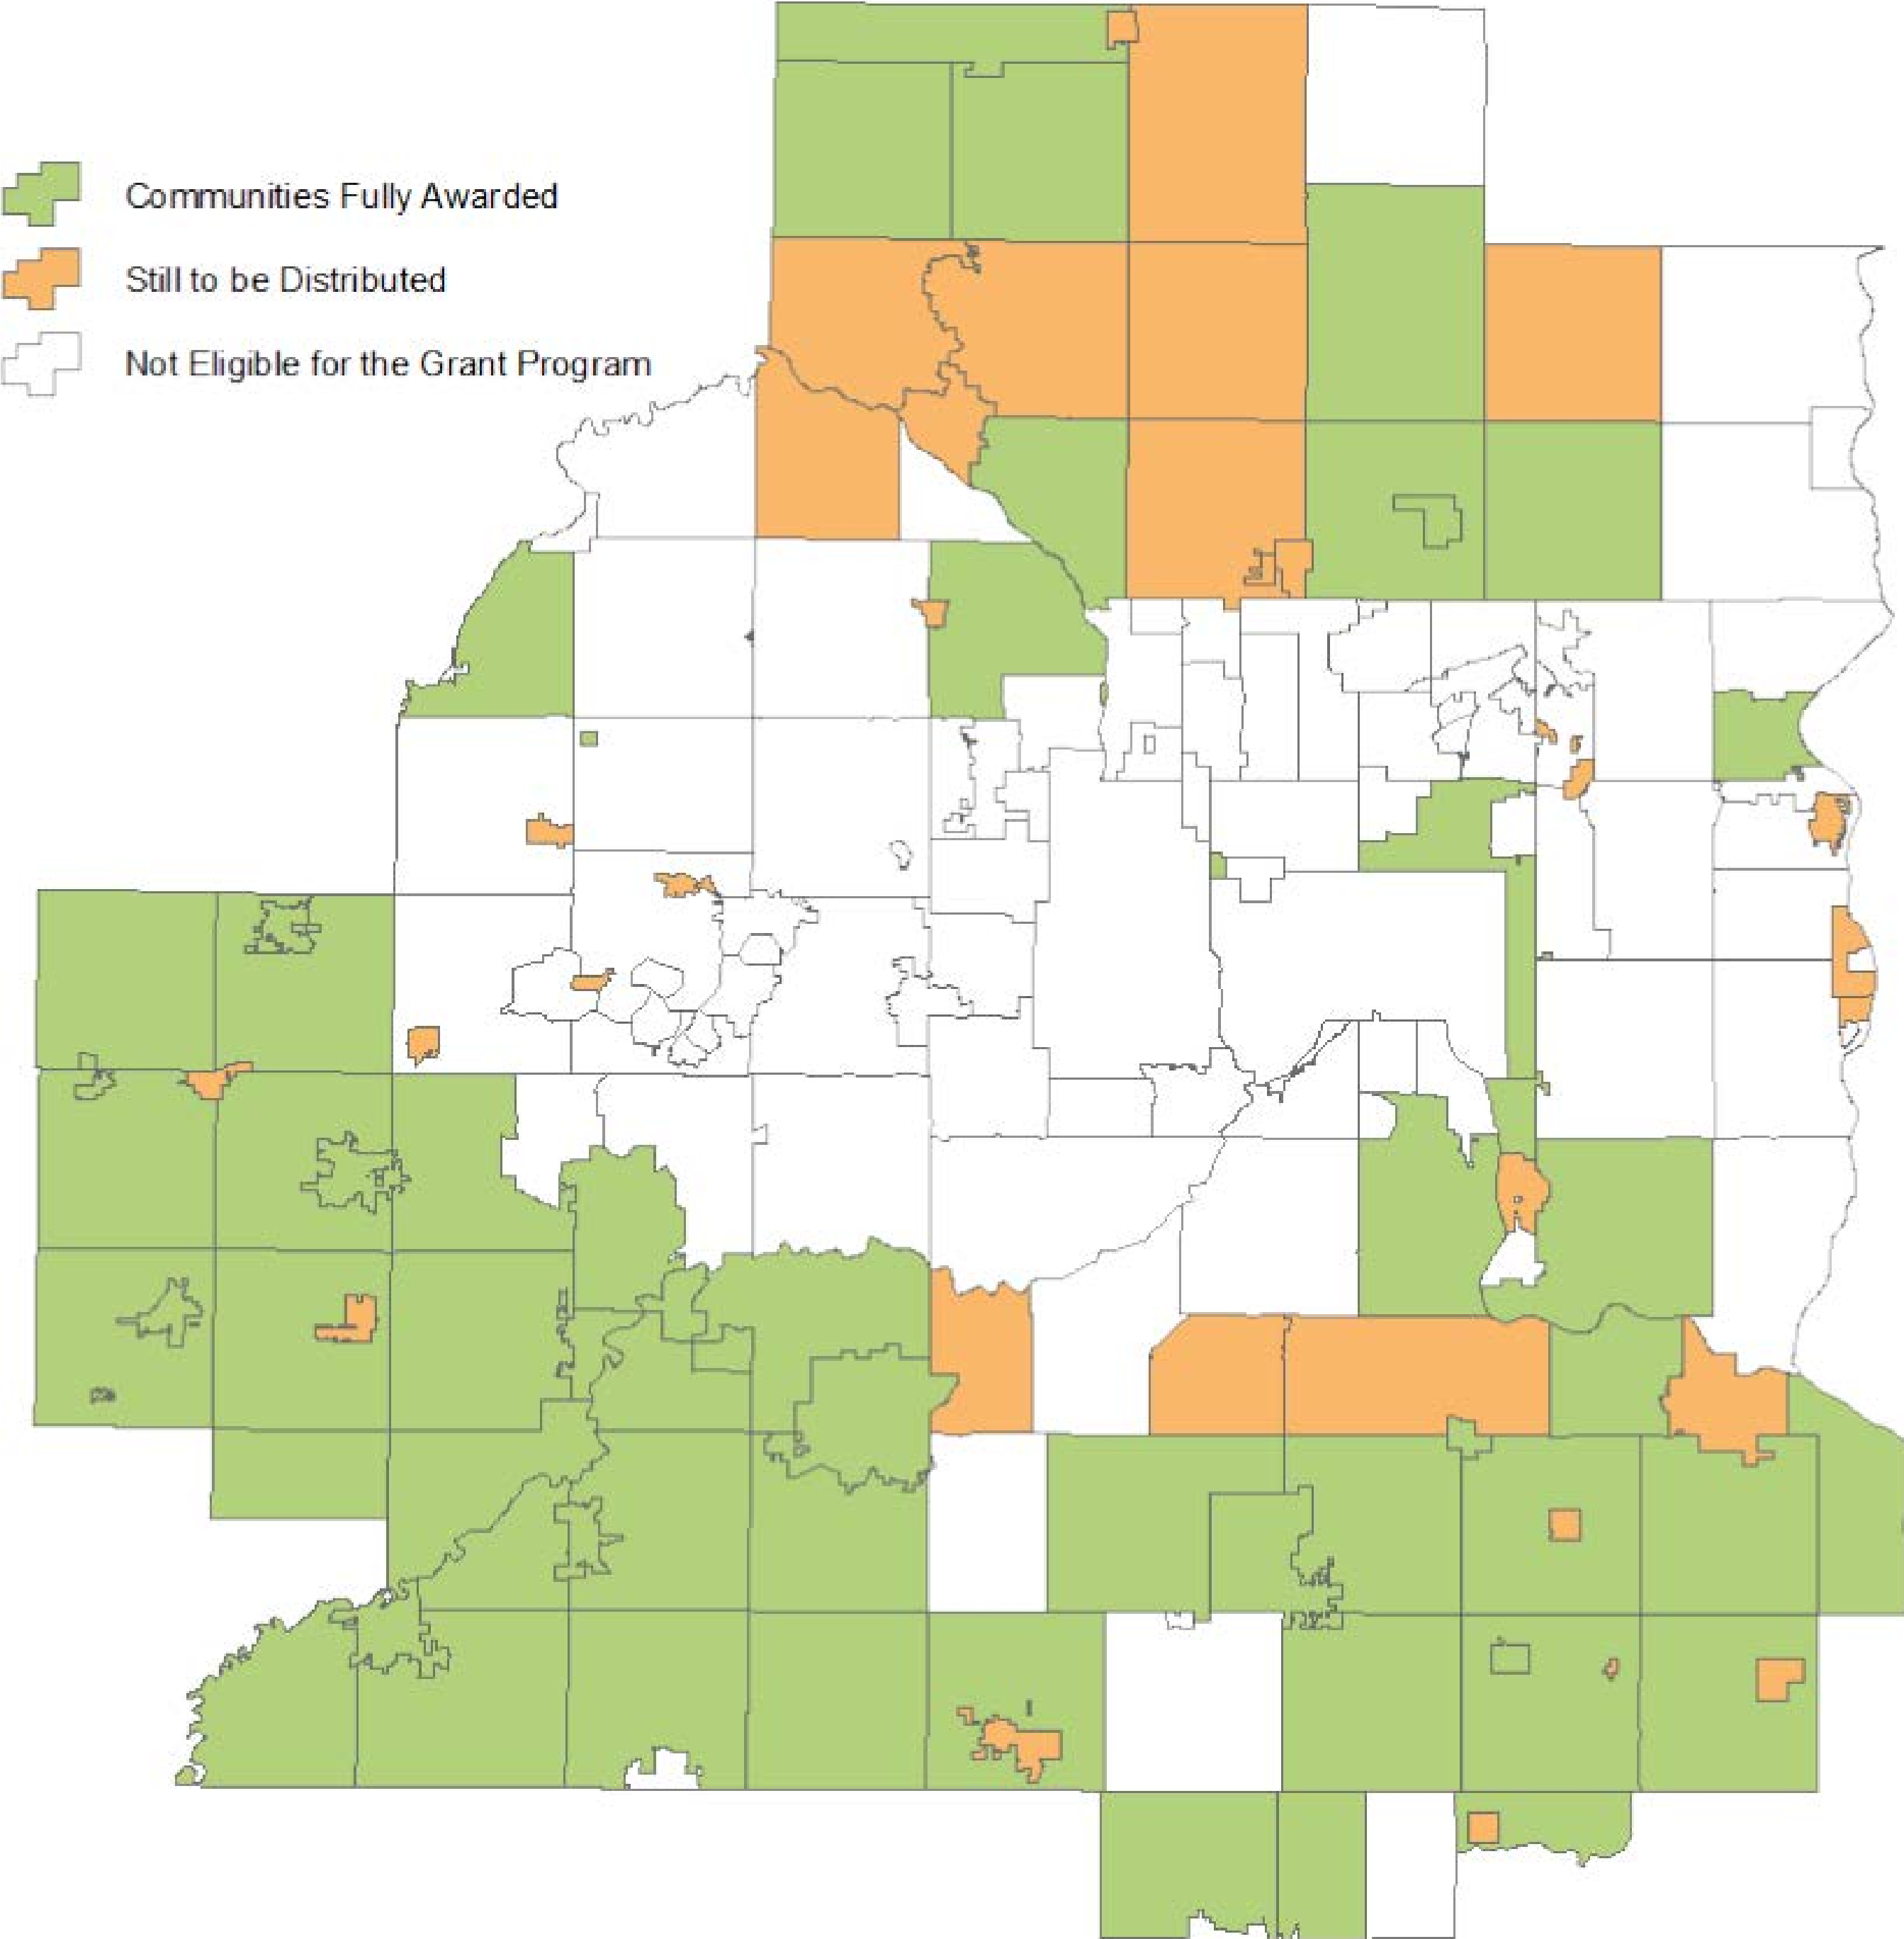 Communities Fully Awarded
Still to be Distributed
Not Eligible for the Grant Program